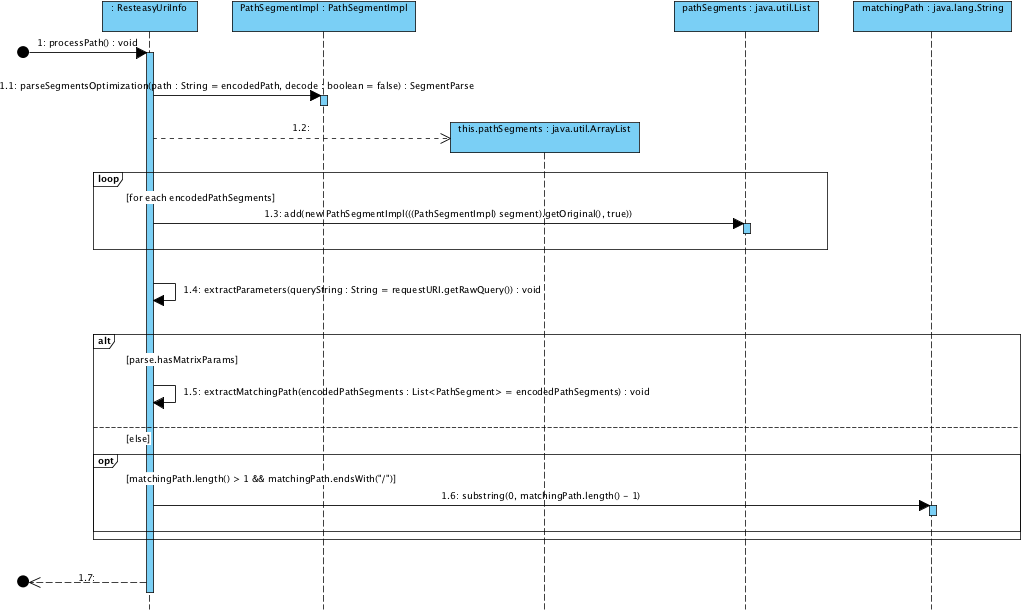 : ResteasyUriInfo
PathSegmentImpl : PathSegmentImpl
pathSegments : java.util.List
matchingPath : java.lang.String
1: processPath() : void
1.1: parseSegmentsOptimization(path : String = encodedPath, decode : boolean = false) : SegmentParse
1.2:
this.pathSegments : java.util.ArrayList
loop
[for each encodedPathSegments]
1.3: add(new PathSegmentImpl(((PathSegmentImpl) segment).getOriginal(), true))
1.4: extractParameters(queryString : String = requestURI.getRawQuery()) : void
alt
[parse.hasMatrixParams]
1.5: extractMatchingPath(encodedPathSegments : List<PathSegment> = encodedPathSegments) : void
[else]
opt
[matchingPath.length() > 1 && matchingPath.endsWith("/")]
1.6: substring(0, matchingPath.length() - 1)
1.7: